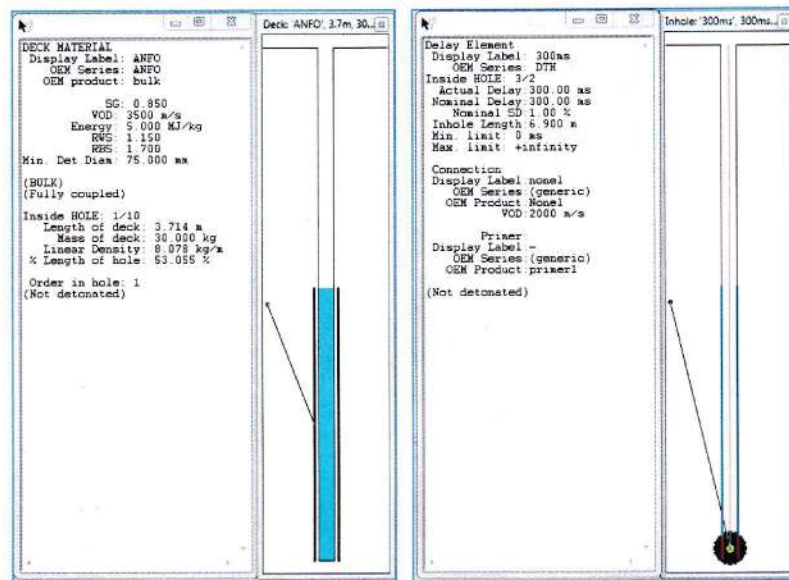 Deck: 'ANFO', 3.7m, 30...
DECK MATERIAL
Display Label: ANFO
OEM Series: ANFO
OEM product: bulk
SG: 0.850
VOD: 3500 m/s
Energy: 5.000 MJ/kg
RWS: 1.150
RBS: 1.700
Min. Det.Diam: 75.000 mm
(BULK)
(Fully coupled)
Inside HOLE: 1/10
Length of deck: 3.714 m
Mass of deck: 30.000 kg
Linear Density: 8.078 kg/m
% Length of hole: 53.055 %
Order in hole: 1
(Not detonated)
Inhole: '300ms', 300ms...
Delay Element
Display Label: 300ms
OEM Series: DTH
Inside HOLE: 3/2
Actual Delay:300.00 ms
Nominal Delay:300.00 ms
Nominal SD:1.00 %
Inhole Length:6.900 m
Min. limit: 0 ms
Max. limit: +infinity
Connection
Display Label:nonel
OEM Series:(generic)
OEM Product:Nonel
VOD:2000 m/s
Primer
Display Label:-
OEM Series:(generic)
OEM Product:primer1
(Not detonated)